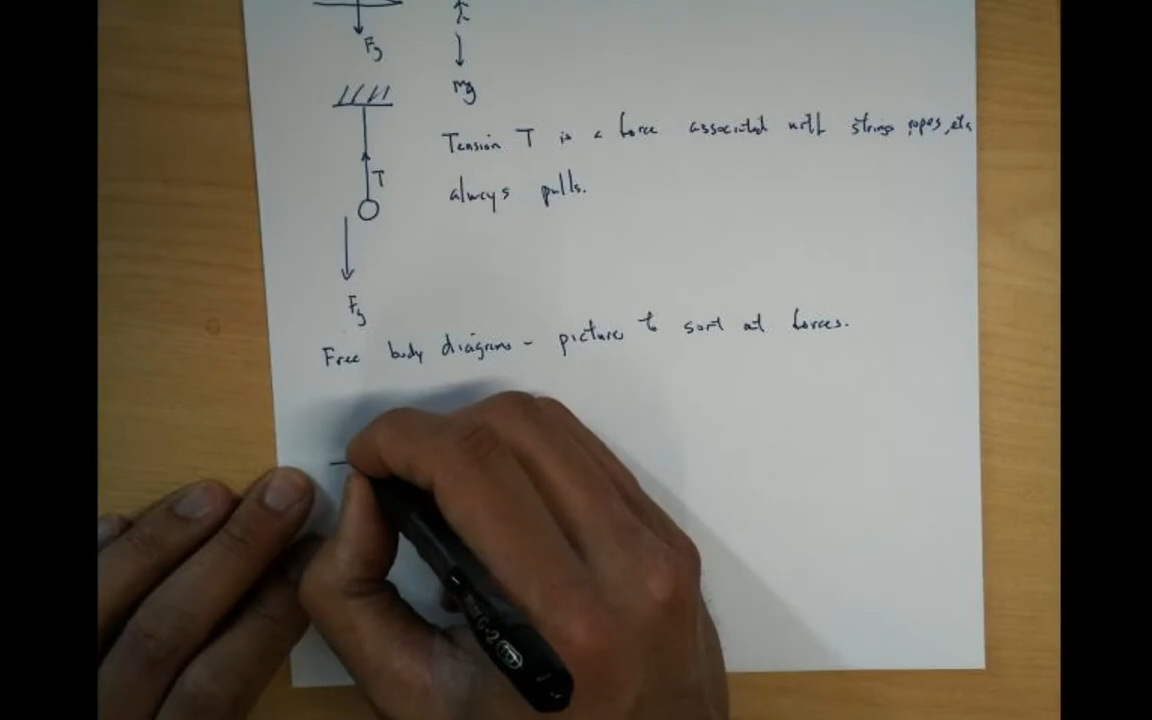 Fg
mg
Tension T is a force associated with strings, ropes, etc
always pulls.
T
Fg
Free body diagrams - picture to sort out forces.
G-2